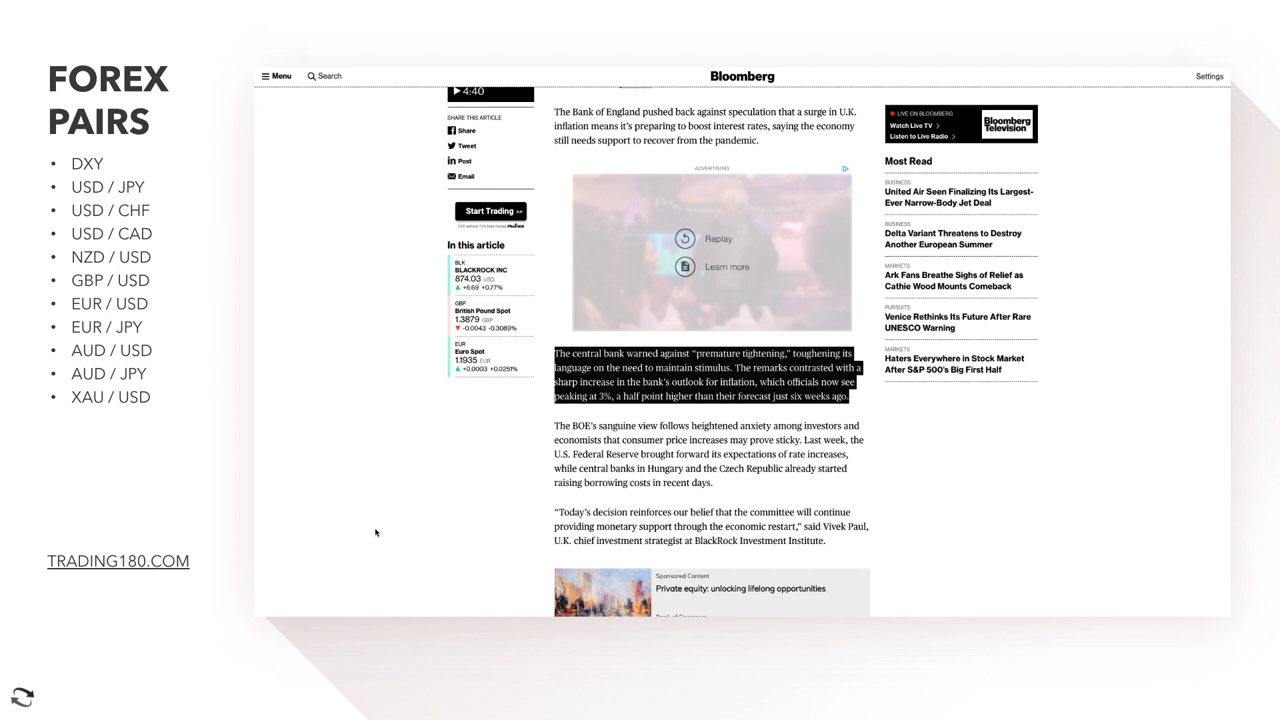 FOREX
PAIRS
• DXY
• USD / JPY
• USD / CHF
• USD / CAD
• NZD / USD
• GBP / USD
• EUR / USD
• EUR / JPY
• AUD / USD
• AUD / JPY
• XAU / USD
TRADING180.COM
Menu
Search
Bloomberg
Settings
4:40
SHARE THIS ARTICLE
Share
Tweet
Post
Email
Start Trading >>
In this article
BLK
BLACKROCK INC
874.03 USD
▲ +6.69 +0.77%
GBP
British Pound Spot
1.3879 GBP
▼ -0.0043 -0.3089%
EUR
Euro Spot
1.1935 EUR
▲ +0.0003 +0.0251%
The Bank of England pushed back against speculation that a surge in U.K.
inflation means it’s preparing to boost interest rates, saying the economy
still needs support to recover from the pandemic.
ADVERTISING
Replay
Learn more
The central bank warned against “premature tightening,” toughening its
language on the need to maintain stimulus. The remarks contrasted with a
sharp increase in the bank’s outlook for inflation, which officials now see
peaking at 3%, a half point higher than their forecast just six weeks ago.
The BOE’s sanguine view follows heightened anxiety among investors and
economists that consumer price increases may prove sticky. Last week, the
U.S. Federal Reserve brought forward its expectations of rate increases,
while central banks in Hungary and the Czech Republic already started
raising borrowing costs in recent days.
“Today’s decision reinforces our belief that the committee will continue
providing monetary support through the economic restart,” said Vivek Paul,
U.K. chief investment strategist at BlackRock Investment Institute.
Sponsored Content
Private equity: unlocking lifelong opportunities
LIVE ON BLOOMBERG
Watch Live TV >
Listen to Live Radio >
Bloomberg
Television
Most Read
BUSINESS
United Air Seen Finalizing Its Largest-
Ever Narrow-Body Jet Deal
BUSINESS
Delta Variant Threatens to Destroy
Another European Summer
MARKETS
Ark Fans Breathe Sighs of Relief as
Cathie Wood Mounts Comeback
PURSUITS
Venice Rethinks Its Future After Rare
UNESCO Warning
MARKETS
Haters Everywhere in Stock Market
After S&P 500’s Big First Half